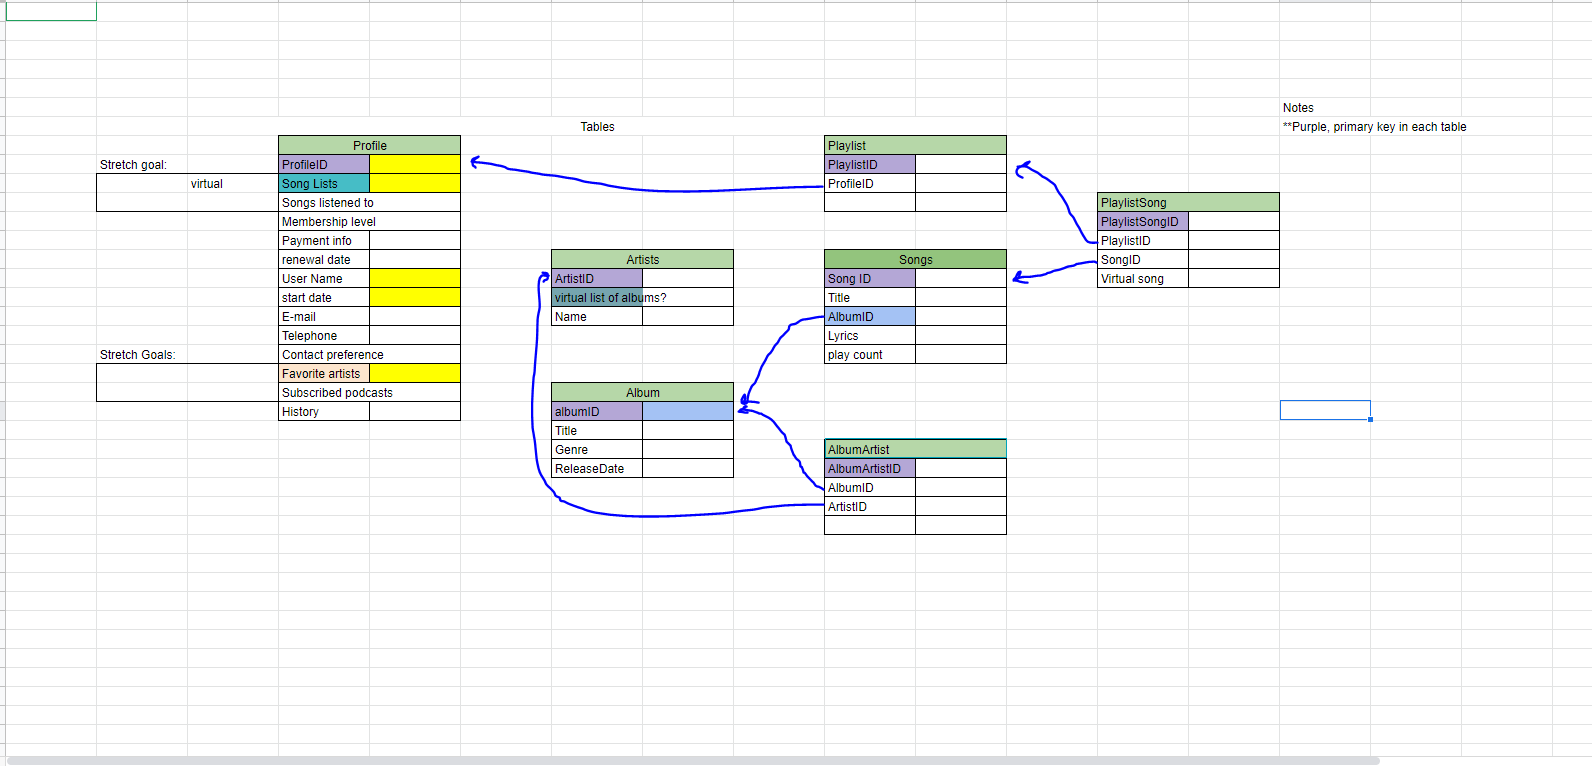 Notes
Tables
**Purple, primary key in each table
Stretch goal:
virtual
Stretch Goals:
Profile
ProfileID
Song Lists
Songs listened to
Membership level
Payment info
renewal date
User Name
start date
E-mail
Telephone
Contact preference
Favorite artists
Subscribed podcasts
History
Artists
ArtistID
virtual list of albums?
Name
Album
albumID
Title
Genre
ReleaseDate
Playlist
PlaylistID
ProfileID
Songs
Song ID
Title
AlbumID
Lyrics
play count
AlbumArtist
AlbumArtistID
AlbumID
ArtistID
PlaylistSong
PlaylistSongID
PlaylistID
SongID
Virtual song